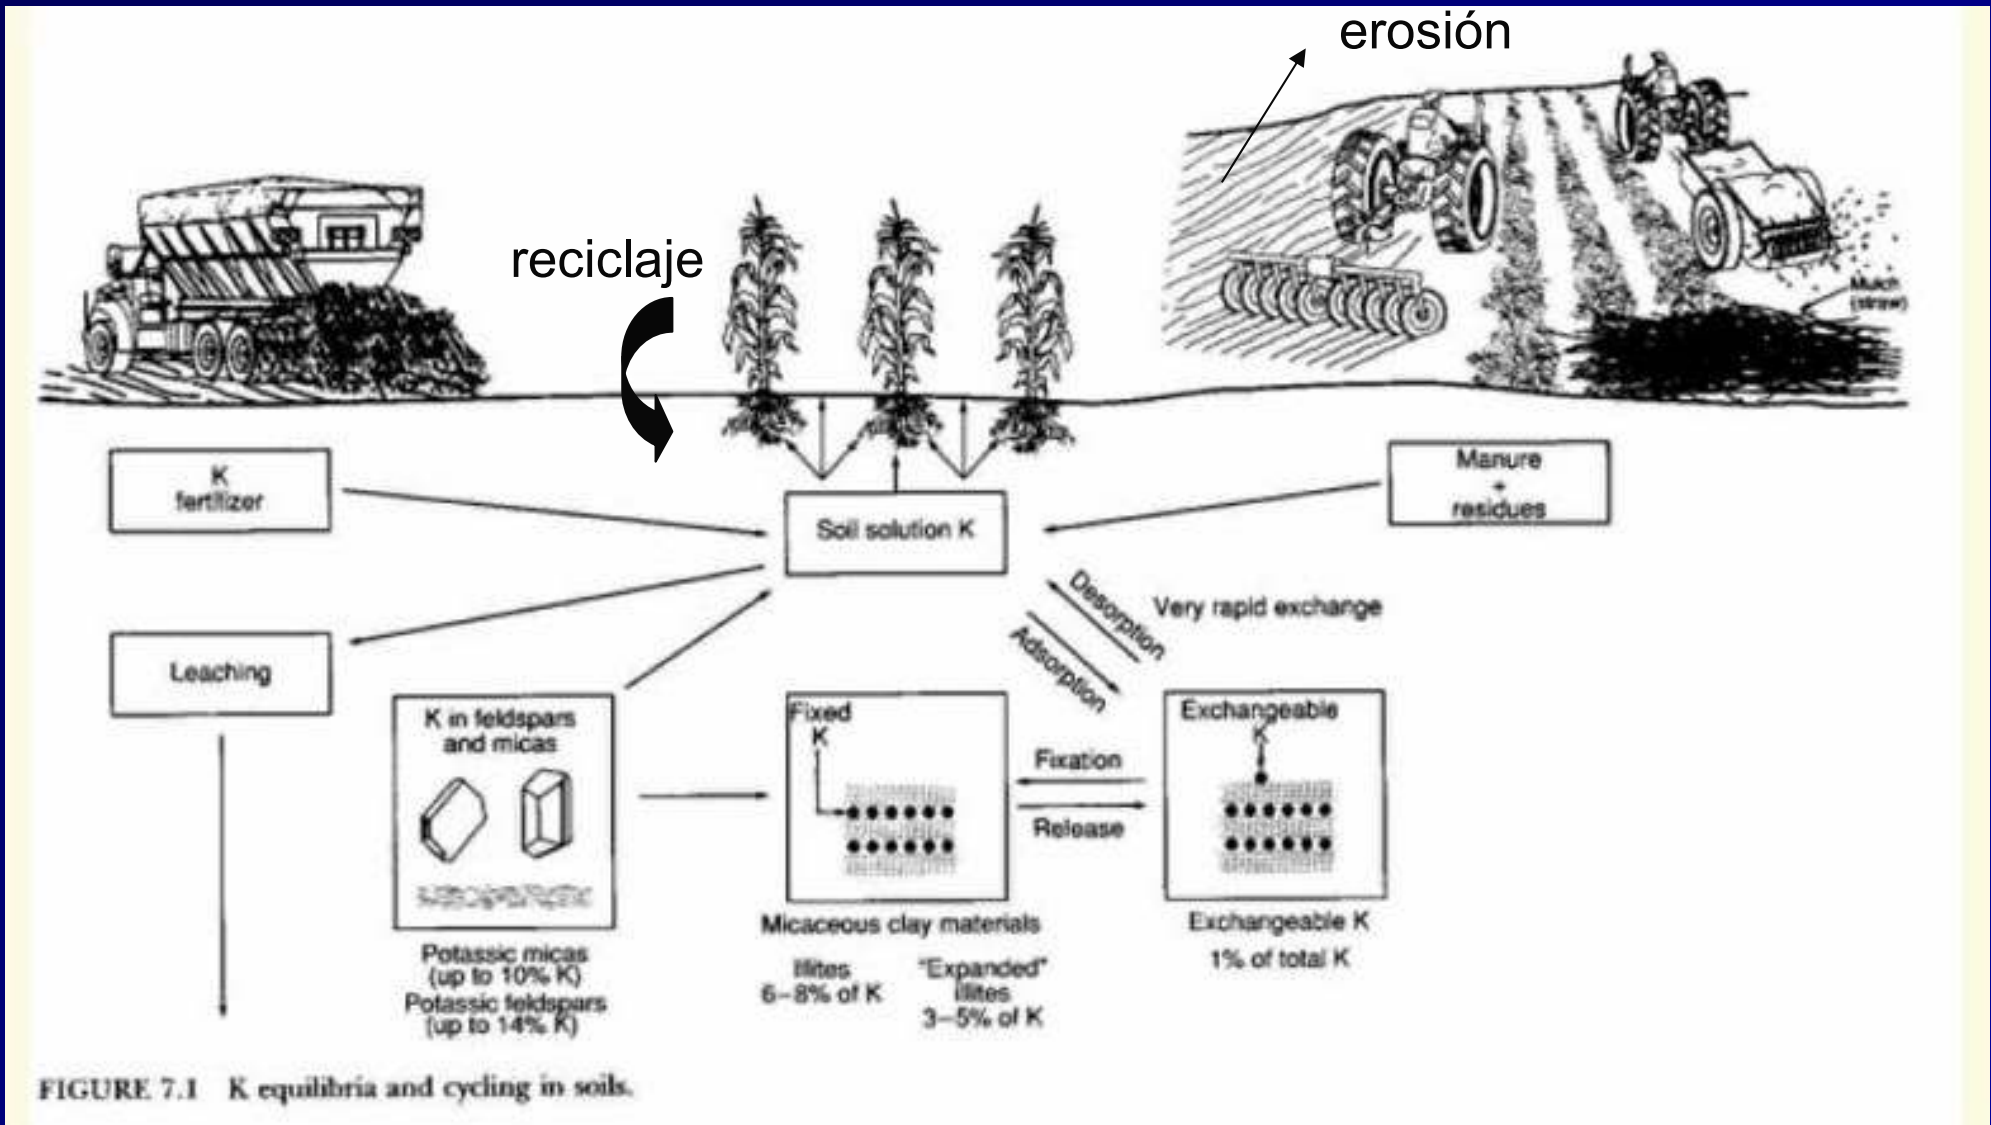 erosión
reciclaje
Mulch
(straw)
K
fertilizer
Manure
+
residues
Soil solution K
Desorption
Very rapid exchange
Adsorption
Leaching
K in feldspars
and micas
Fixed
K
Exchangeable
K
Fixation
Release
Potassic micas
(up to 10% K)
Potassic feldspars
(up to 14% K)
Micaceous clay materials
Illites
6–8% of K
"Expanded"
illites
3–5% of K
Exchangeable K
1% of total K
FIGURE 7.1 K equilibria and cycling in soils.